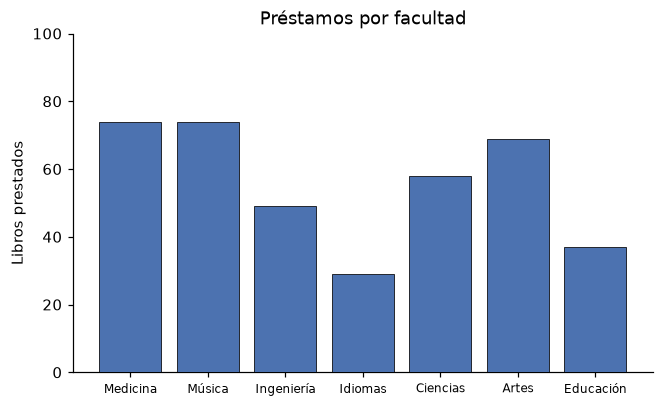 Préstamos por facultad
100
80
60
40
20
0
Libros prestados
Medicina Música Ingeniería Idiomas Ciencias Artes Educación